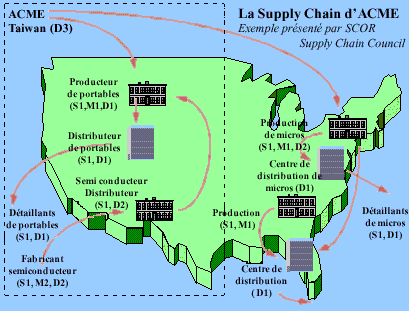 ACME
Taiwan (D3)
La Supply Chain d'ACME
Exemple présenté par SCOR
Supply Chain Council
Producteur
de portables
(S1,M1,D1)
Distributeur
de portables
(S1,D1)
Semi conducteur
Distributeur
(S1,D2)
Détaillants
de portables
(S1, D1)
Fabricant
semiconducteur
(S1, M2, D2)
Production
de micros
(S1, M1, D2)
Centre de
distribution de
micros (D1)
Production
(S1, M1)
Détaillants
de micros
(S1, D1)
Centre de
distribution
(D1)